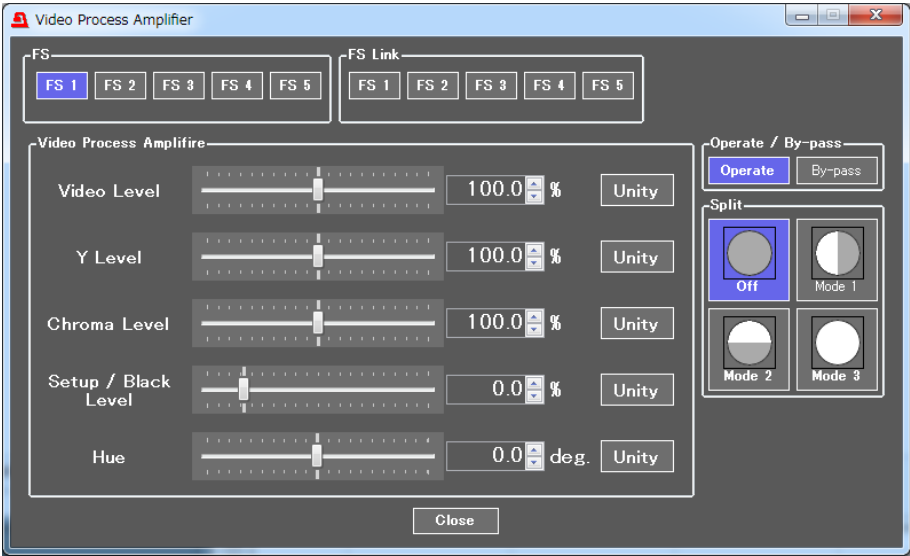 Video Process Amplifier
FS
FS 1 FS 2 FS 3 FS 4 FS 5
FS Link
FS 1 FS 2 FS 3 FS 4 FS 5
Video Process Amplifire
Video Level 100.0 % Unity
Y Level 100.0 % Unity
Chroma Level 100.0 % Unity
Setup / Black
Level 0.0 % Unity
Hue 0.0 deg. Unity
Operate / By-pass
Operate By-pass
Split
Off Mode 1
Mode 2 Mode 3
Close